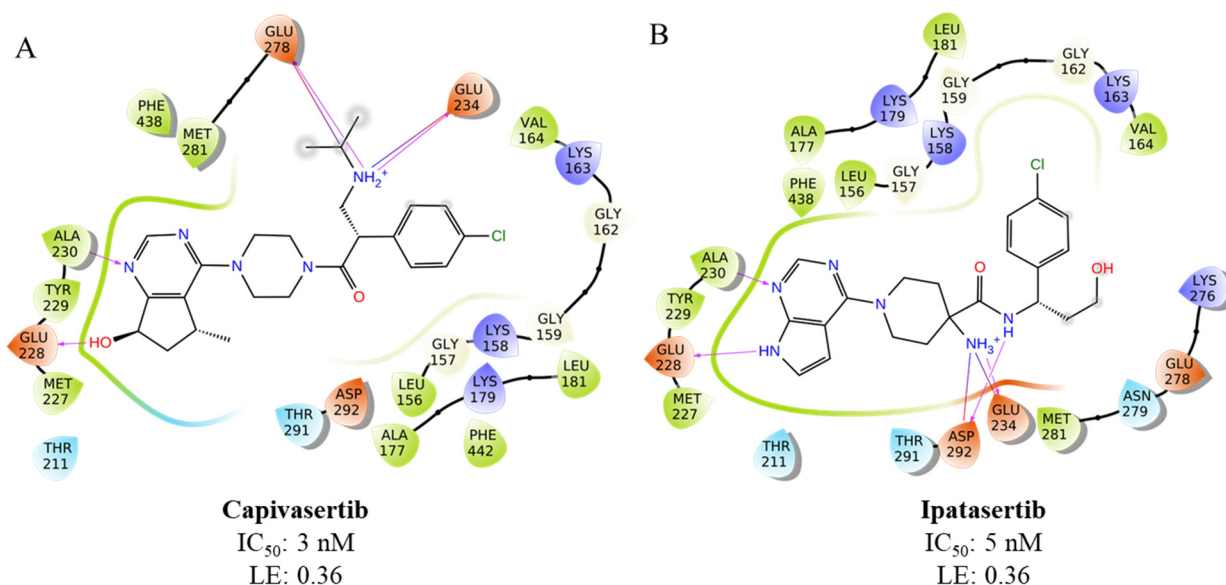 A
GLU
278
GLU
234
PHE
438
MET
281
VAL
164
LYS
163
NH2+
GLY
162
Cl
ALA
230
N
N
N
N
O
TYR
229
GLU
228
HO
MET
227
THR
211
GLY
159
LYS
158
GLY
157
LEU
156
LYS
179
LEU
181
ASP
292
THR
291
ALA
177
PHE
442
Capivasertib
IC50: 3 nM
LE: 0.36
B
LEU
181
GLY
162
GLY
159
LYS
163
LYS
179
LYS
158
VAL
164
ALA
177
GLY
157
LEU
156
PHE
438
Cl
ALA
230
N
N
N
O
OH
TYR
229
GLU
228
HN
N
H
NH3+
LYS
276
GLU
278
MET
227
ASN
279
GLU
234
MET
281
THR
211
THR
291
ASP
292
Ipatasertib
IC50: 5 nM
LE: 0.36